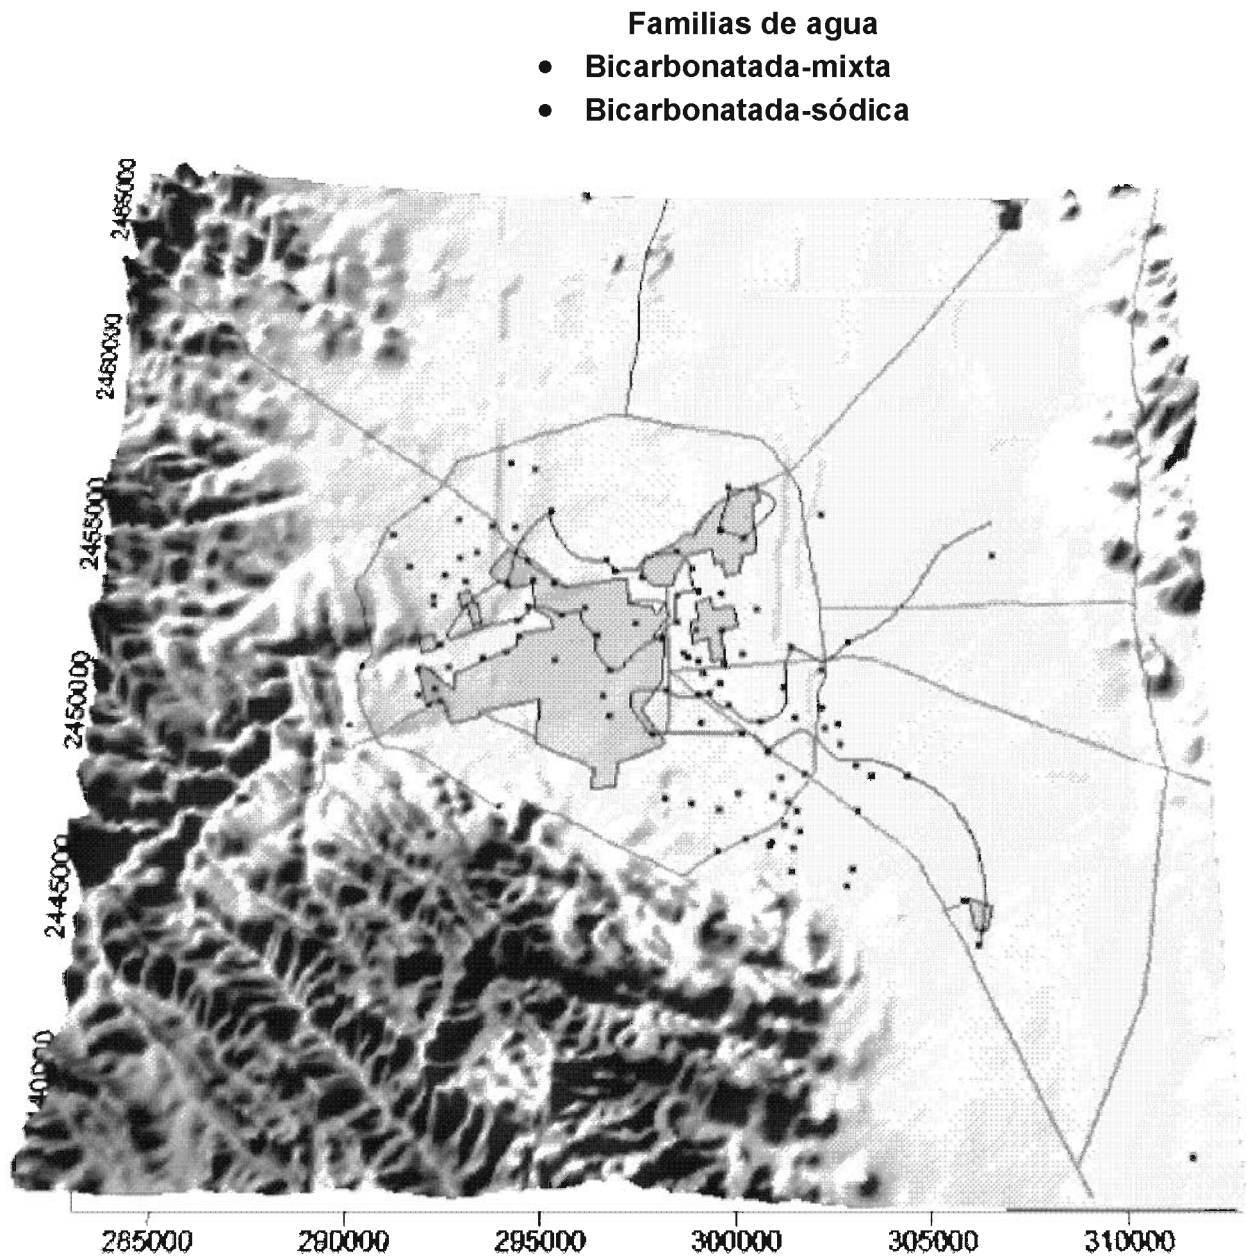 Familias de agua
• Bicarbonatada-mixta
• Bicarbonatada-sódica
2465000
2460000
2455000
2450000
2445000
285000 290000 295000 300000 305000 310000